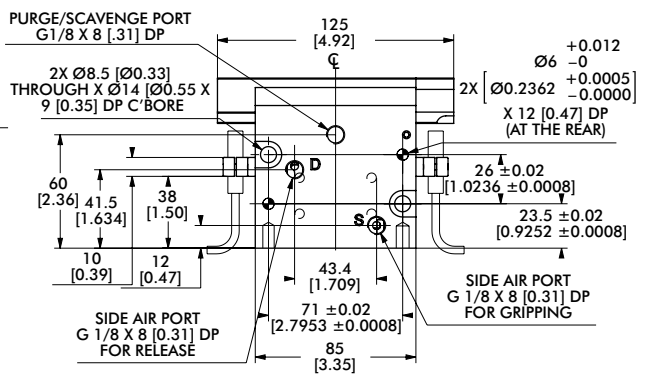 PURGE/SCAVENGE PORT
G1/8 X 8 [.31] DP
125
[4.92]
℄
2X Ø8.5 [Ø0.33]
THROUGH X Ø14 [Ø0.55 X
9 [0.35] DP C'BORE
+0.012
Ø6 -0
2X [Ø0.2362 +0.0005
-0.0000]
X 12 [0.47] DP
(AT THE REAR)
D
S
60
[2.36]
41.5
[1.634]
38
[1.50]
10
[0.39]
12
[0.47]
26 ±0.02
[1.0236 ±0.0008]
23.5 ±0.02
[0.9252 ±0.0008]
43.4
[1.709]
71 ±0.02
[2.7953 ±0.0008]
85
[3.35]
SIDE AIR PORT
G 1/8 X 8 [0.31] DP
FOR RELEASE
SIDE AIR PORT
G 1/8 X 8 [0.31] DP
FOR GRIPPING